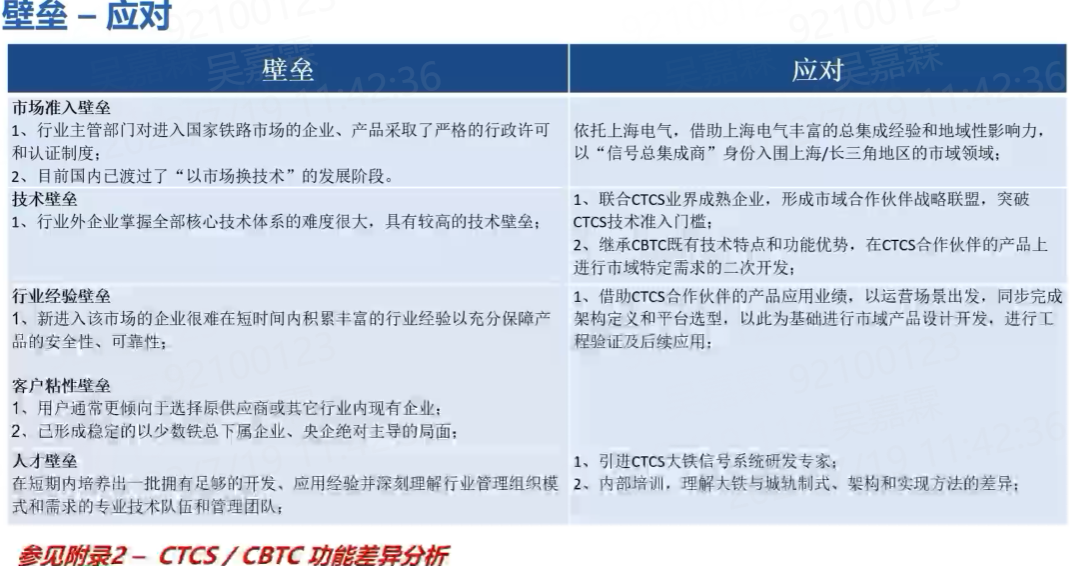 壁垒 – 应对
壁垒
应对
市场准入壁垒
1、行业主管部门对进入国家铁路市场的企业、产品采取了严格的行政许可
和认证制度；
2、目前国内已渡过了“以市场换技术”的发展阶段。
依托上海电气，借助上海电气丰富的总集成经验和地域性影响力，
以“信号总集成商”身份入围上海/长三角地区的市域领域；
技术壁垒
1、行业外企业掌握全部核心技术体系的难度很大，具有较高的技术壁垒；
1、联合CTCS业界成熟企业，形成市域合作伙伴战略联盟，突破
CTCS技术准入门槛；
2、继承CBTC既有技术特点和功能优势，在CTCS合作伙伴的产品上
进行市域特定需求的二次开发；
行业经验壁垒
1、新进入该市场的企业很难在短时间内积累丰富的行业经验以充分保障产
品的安全性、可靠性；
1、借助CTCS合作伙伴的产品应用业绩，以运营场景出发，同步完成
架构定义和平台选型，以此为基础进行市域产品设计开发，进行工
程验证及后续应用；
客户粘性壁垒
1、用户通常更倾向于选择原供应商或其它行业内现有企业；
2、已形成稳定的以少数铁总下属企业、央企绝对主导的局面；
人才壁垒
在短期内培养出一批拥有足够的开发、应用经验并深刻理解行业管理组织模
式和需求的专业技术队伍和管理团队；
1、引进CTCS大铁信号系统研发专家；
2、内部培训，理解大铁与城轨制式、架构和实现方法的差异；
参见附录2 – CTCS / CBTC 功能差异分析
92100123
吴嘉霖
11:42:36